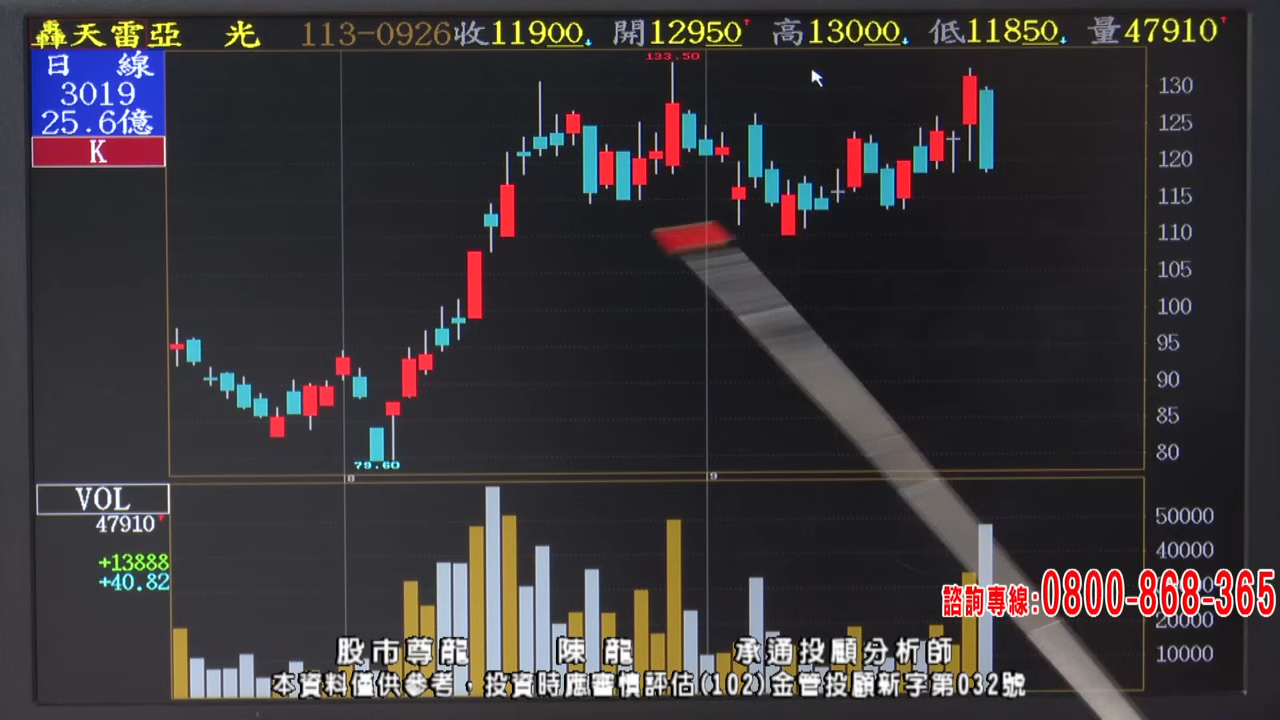 轟天雷亞 光 113-0926收11900↓ 開12950↑ 高13000↓ 低11850↓ 量47910↑
日 線
3019
25.6億
K
133.50
130
125
120
115
110
105
100
95
90
85
80
79.60
8 9
VOL
47910↑
+13888
+40.82
50000
40000
20000
10000
諮詢專線:0800-868-365
股市尊龍 陳龍 承通投顧分析師
本資料僅供參考，投資時應審慎評估(102)金管投顧新字第032號